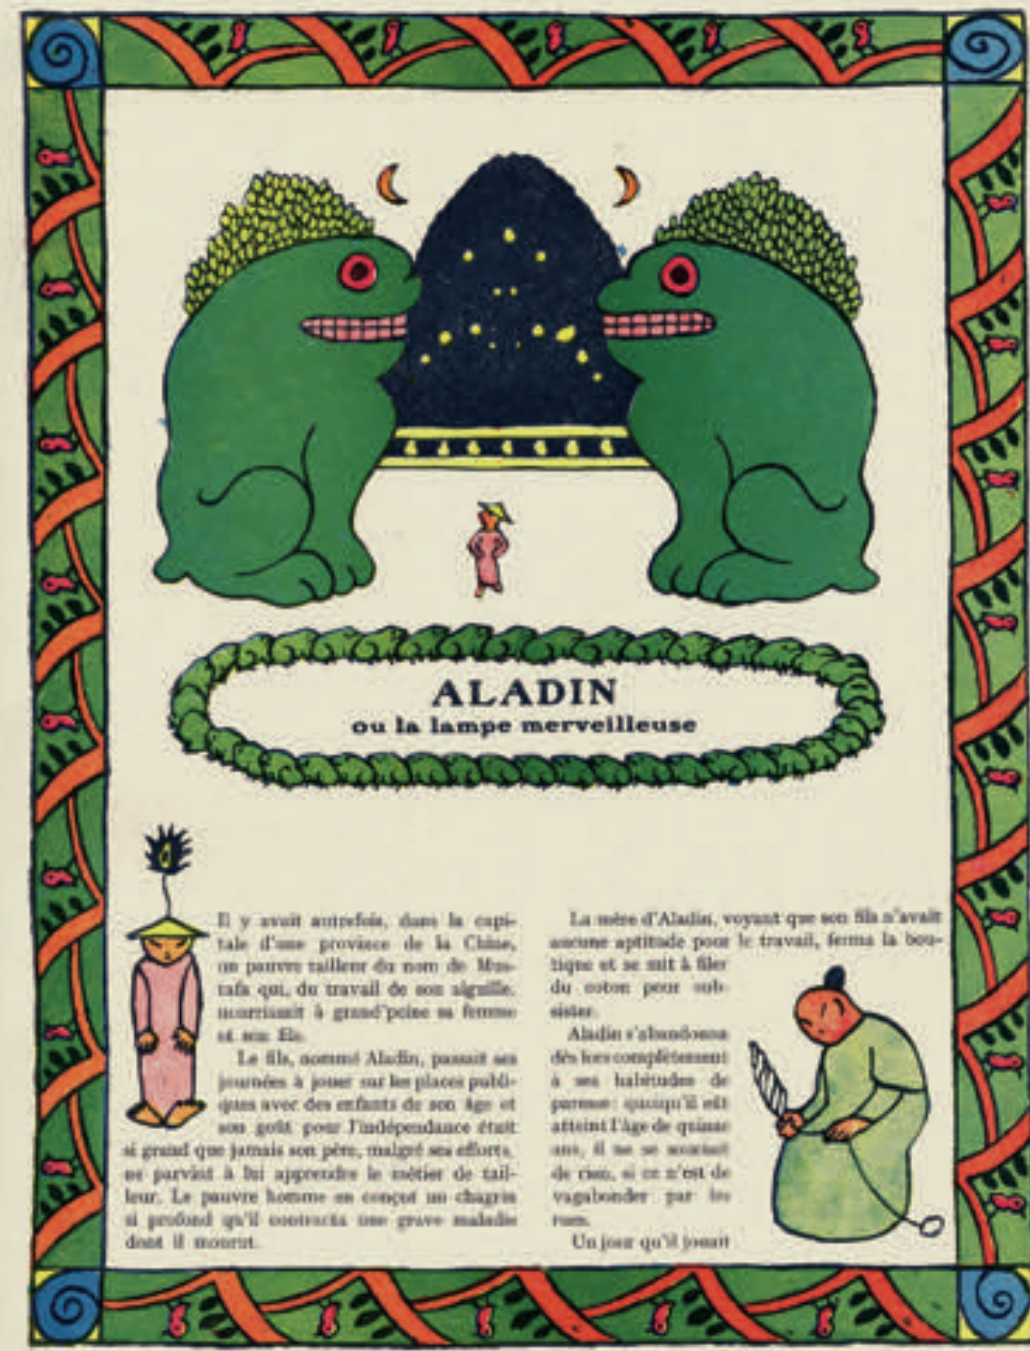 ALADIN
ou la lampe merveilleuse
Il y avait autrefois, dans la capi-
tale d'une province de la Chine,
un pauvre tailleur du nom de Mus-
tafa qui, du travail de son aiguille,
nourrissait à grand'peine sa femme
et son fils.
Le fils, nommé Aladin, passait ses
journées à jouer sur les places publi-
ques avec des enfants de son âge et
son goût pour l'indépendance était
si grand que jamais son père, malgré ses efforts,
ne parvint à lui apprendre le métier de tail-
leur. Le pauvre homme en conçut un chagrin
si profond qu'il contracta une grave maladie
dont il mourut.
La mère d'Aladin, voyant que son fils n'avait
aucune aptitude pour le travail, ferma la bou-
tique et se mit à filer
du coton pour sub-
sister.
Aladin s'abandonna
dès lors complètement
à ses habitudes de
paresse : quoiqu'il eût
atteint l'âge de quinze
ans, il ne se souciait
de rien, si ce n'est de
vagabonder par les
rues.
Un jour qu'il jouait